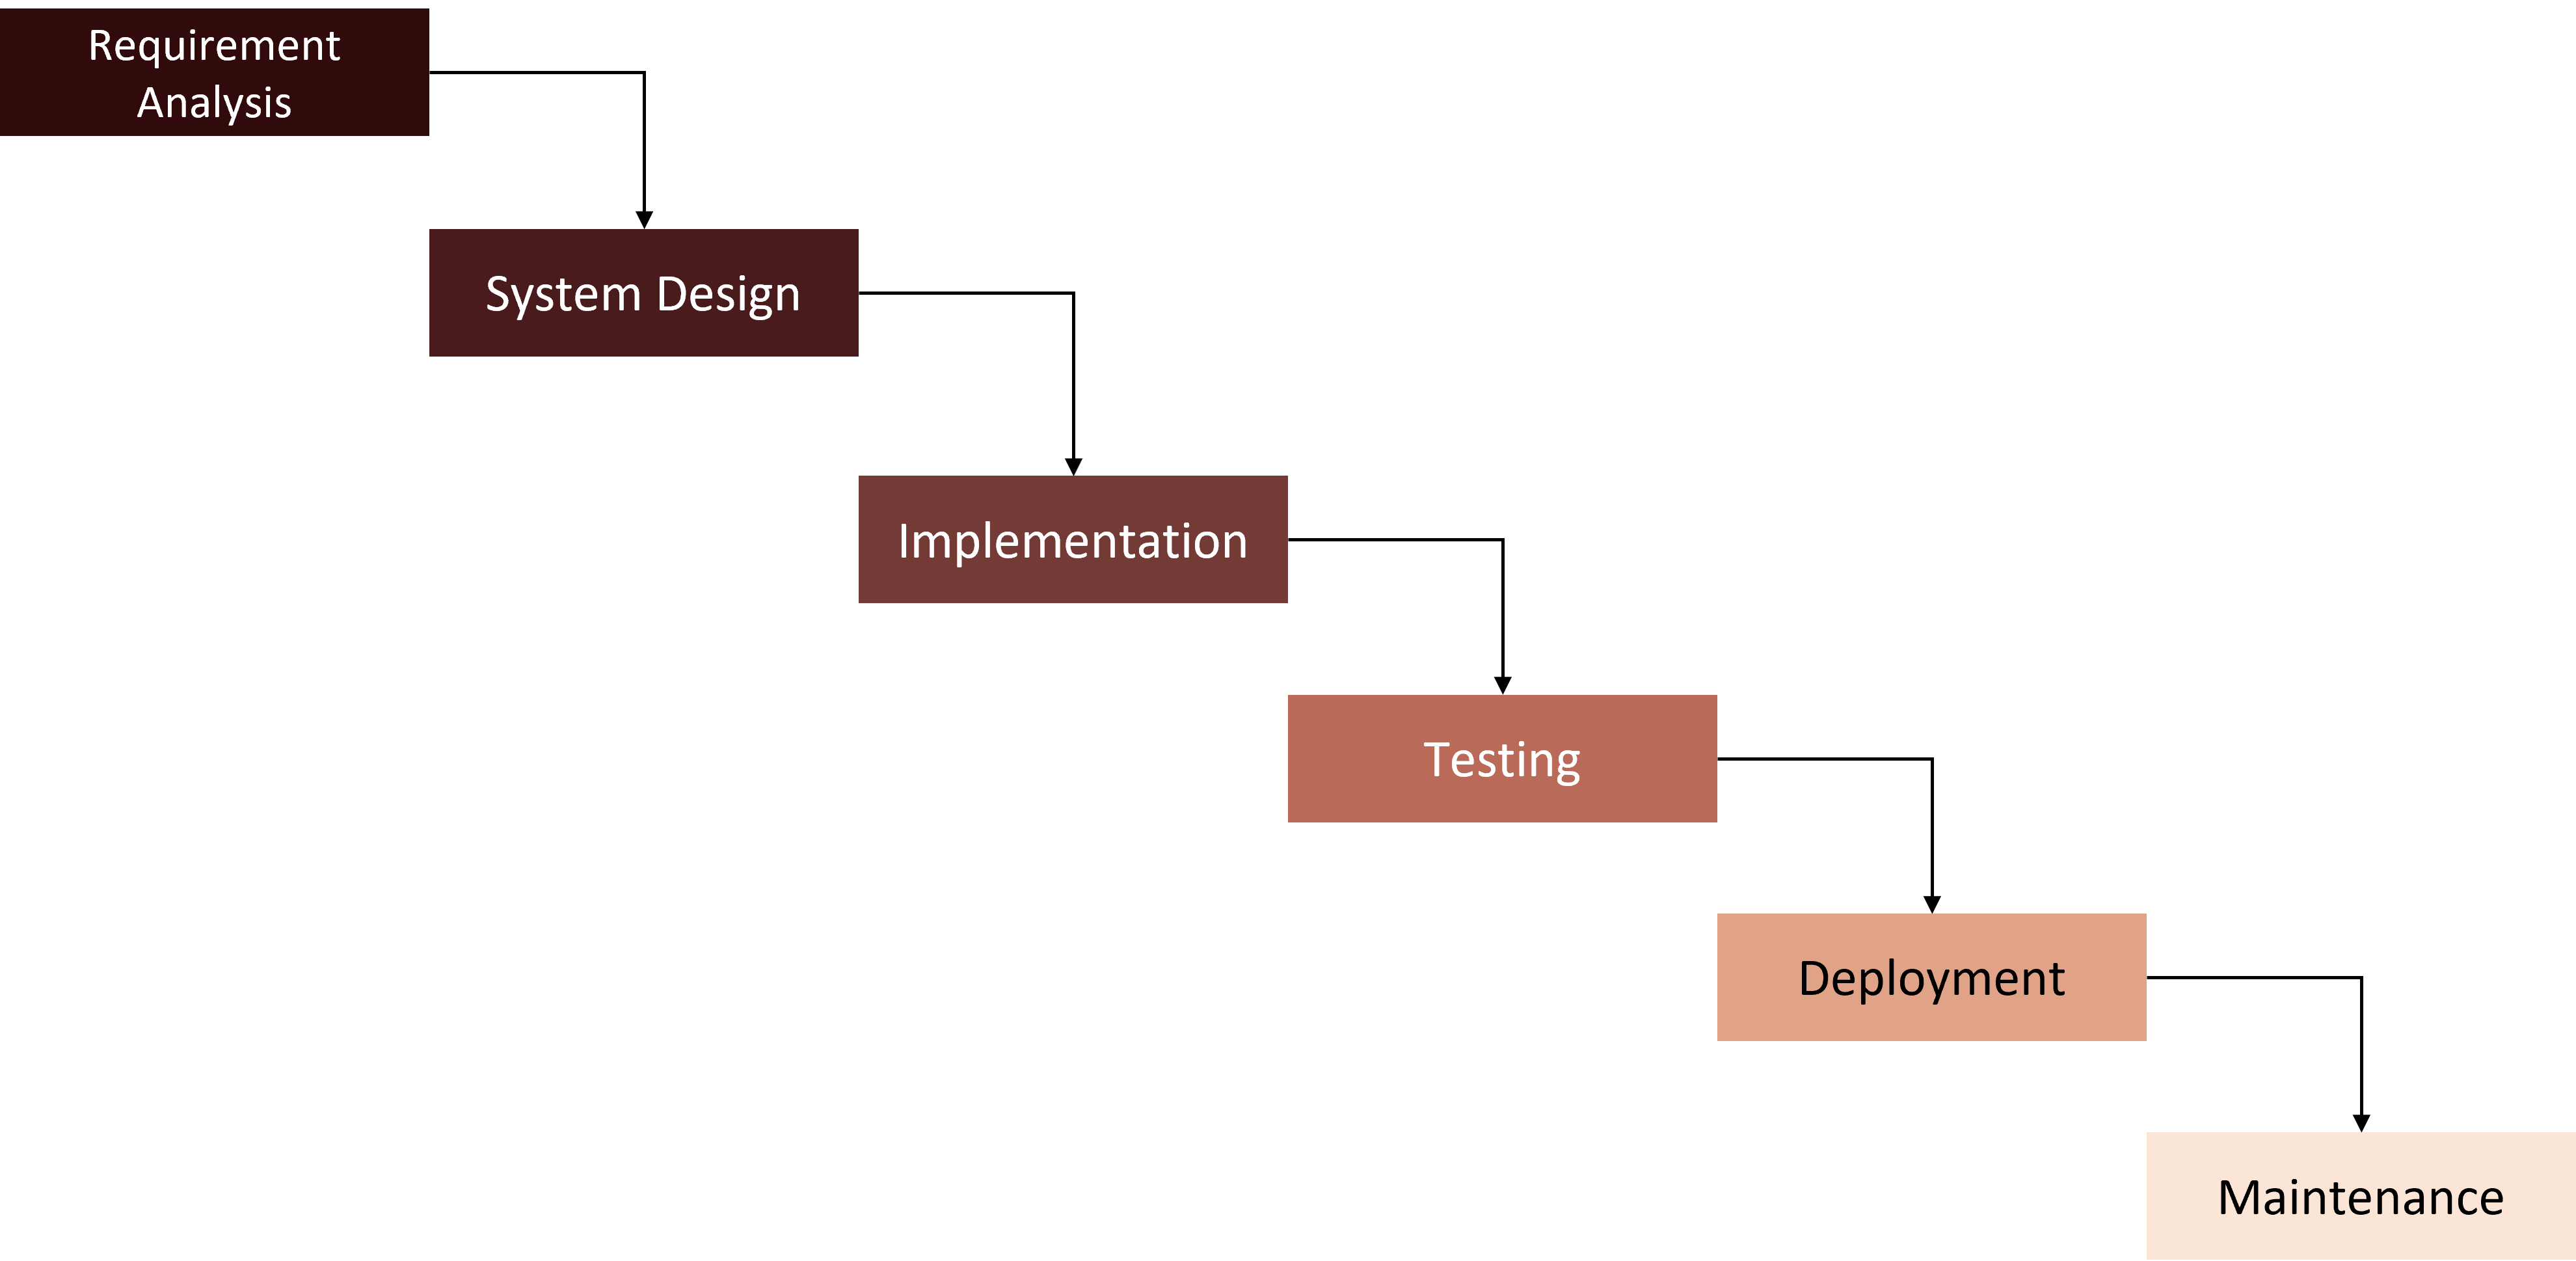 Requirement
Analysis
System Design
Implementation
Testing
Deployment
Maintenance